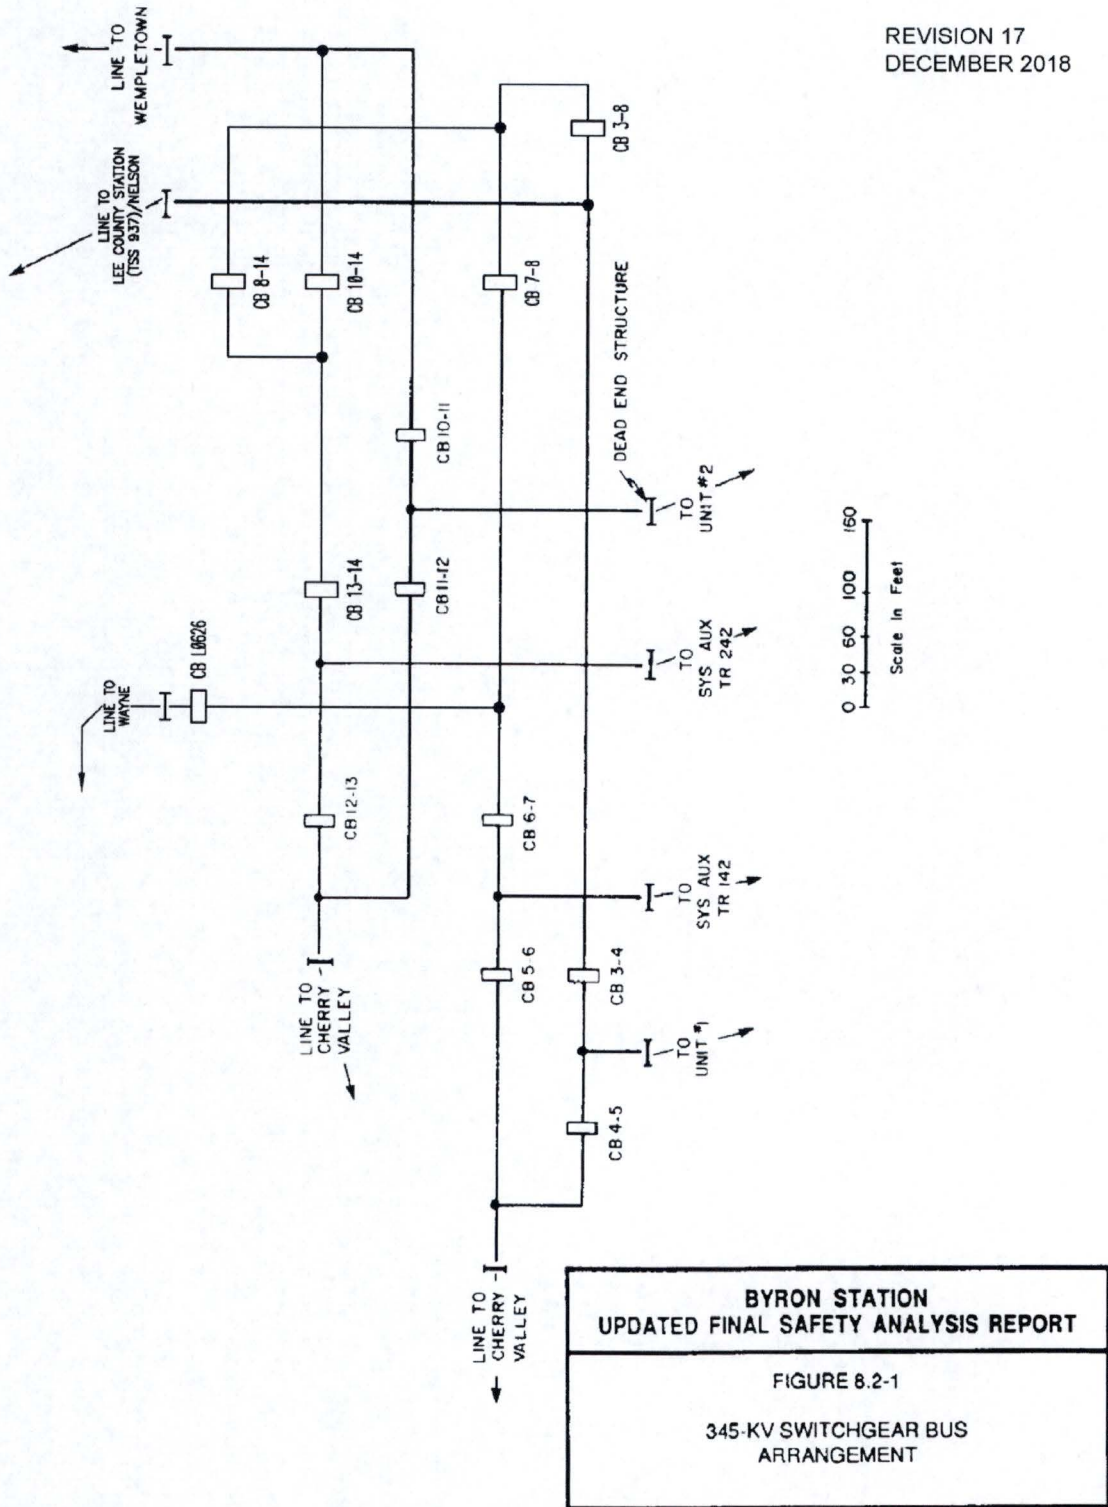 REVISION 17
DECEMBER 2018
LINE TO
WEMPLETOWN
LINE TO
LEE COUNTY STATION
(TSS 937)/NELSON
CB 3-8
CB 8-14
CB 10-14
CB 7-8
DEAD END STRUCTURE
CB 10-11
TO
UNIT #2
CB 13-14
CB 11-12
CB L0626
LINE TO
WAYNE
TO
SYS AUX
TR 242
0 30 60 100 160
Scale In Feet
CB 12-13
CB 6-7
TO
SYS AUX
TR 142
LINE TO
CHERRY
VALLEY
CB 5-6
CB 3-4
TO
UNIT #1
CB 4-5
LINE TO
CHERRY
VALLEY
BYRON STATION
UPDATED FINAL SAFETY ANALYSIS REPORT
FIGURE 8.2-1
345-KV SWITCHGEAR BUS
ARRANGEMENT